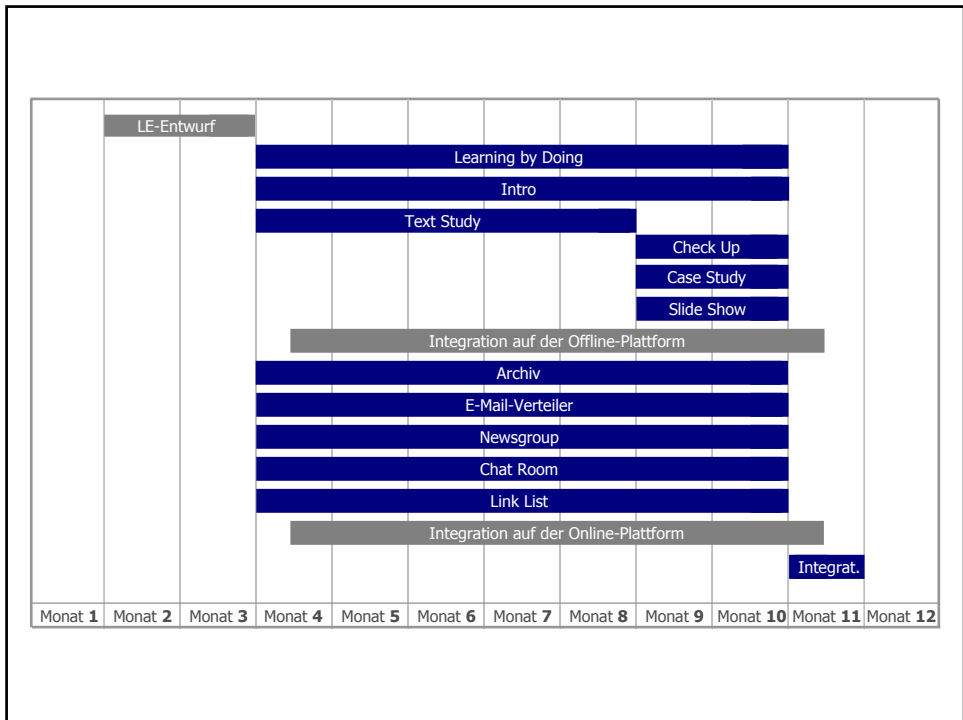 LE-Entwurf
Learning by Doing
Intro
Text Study
Check Up
Case Study
Slide Show
Integration auf der Offline-Plattform
Archiv
E-Mail-Verteiler
Newsgroup
Chat Room
Link List
Integration auf der Online-Plattform
Integrat.
Monat 1 Monat 2 Monat 3 Monat 4 Monat 5 Monat 6 Monat 7 Monat 8 Monat 9 Monat 10 Monat 11 Monat 12